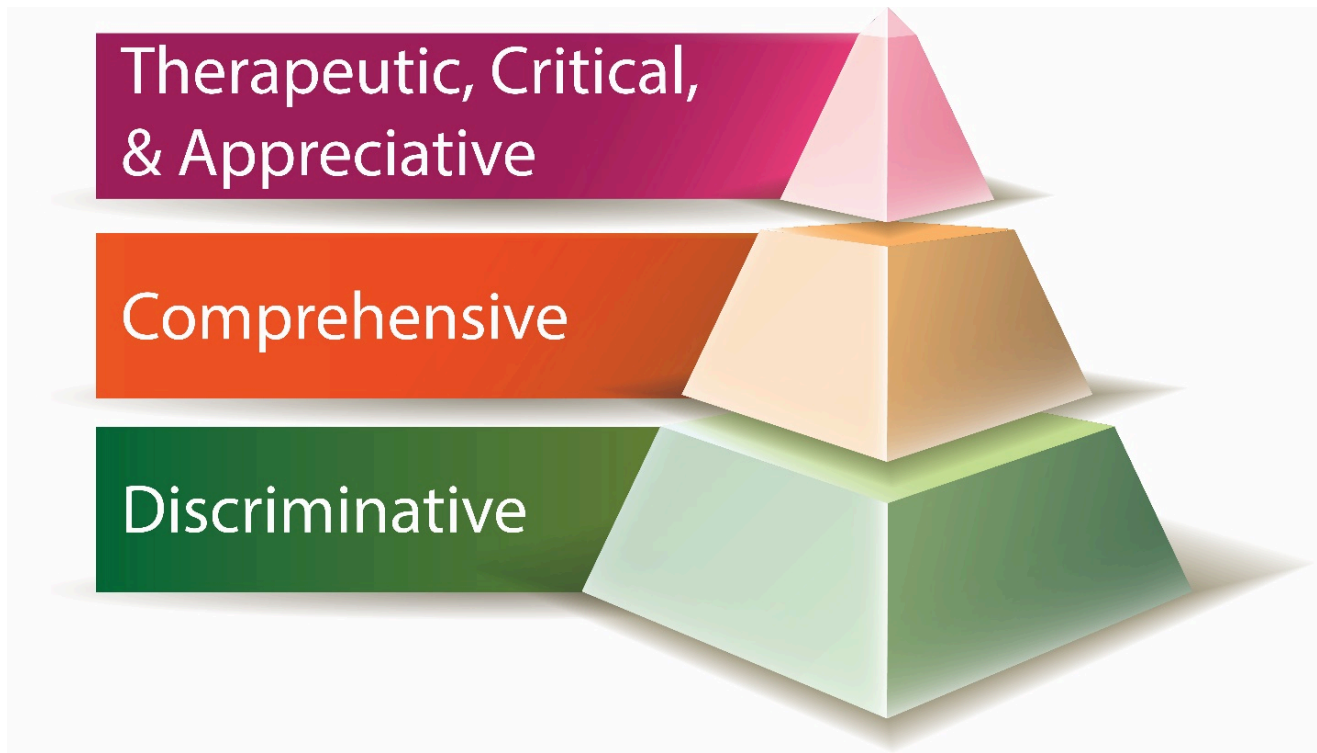 Therapeutic, Critical,
& Appreciative
Comprehensive
Discriminative